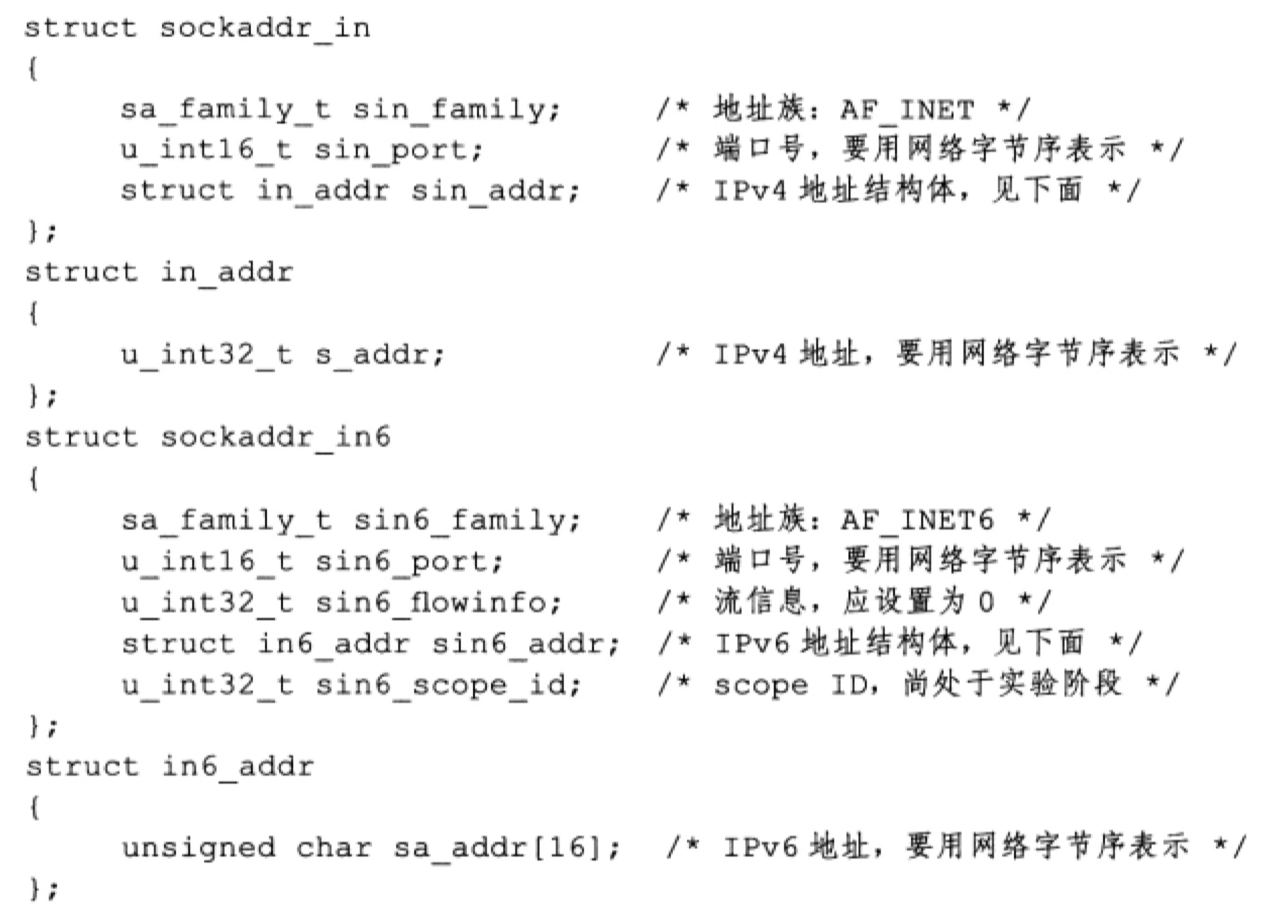 struct sockaddr_in
{
sa_family_t sin_family; /* 地址族：AF_INET */
u_int16_t sin_port; /* 端口号，要用网络字节序表示 */
struct in_addr sin_addr; /* IPv4 地址结构体，见下面 */
};
struct in_addr
{
u_int32_t s_addr; /* IPv4 地址，要用网络字节序表示 */
};
struct sockaddr_in6
{
sa_family_t sin6_family; /* 地址族：AF_INET6 */
u_int16_t sin6_port; /* 端口号，要用网络字节序表示 */
u_int32_t sin6_flowinfo; /* 流信息，应设置为 0 */
struct in6_addr sin6_addr; /* IPv6 地址结构体，见下面 */
u_int32_t sin6_scope_id; /* scope ID，尚处于实验阶段 */
};
struct in6_addr
{
unsigned char sa_addr[16]; /* IPv6 地址，要用网络字节序表示 */
};